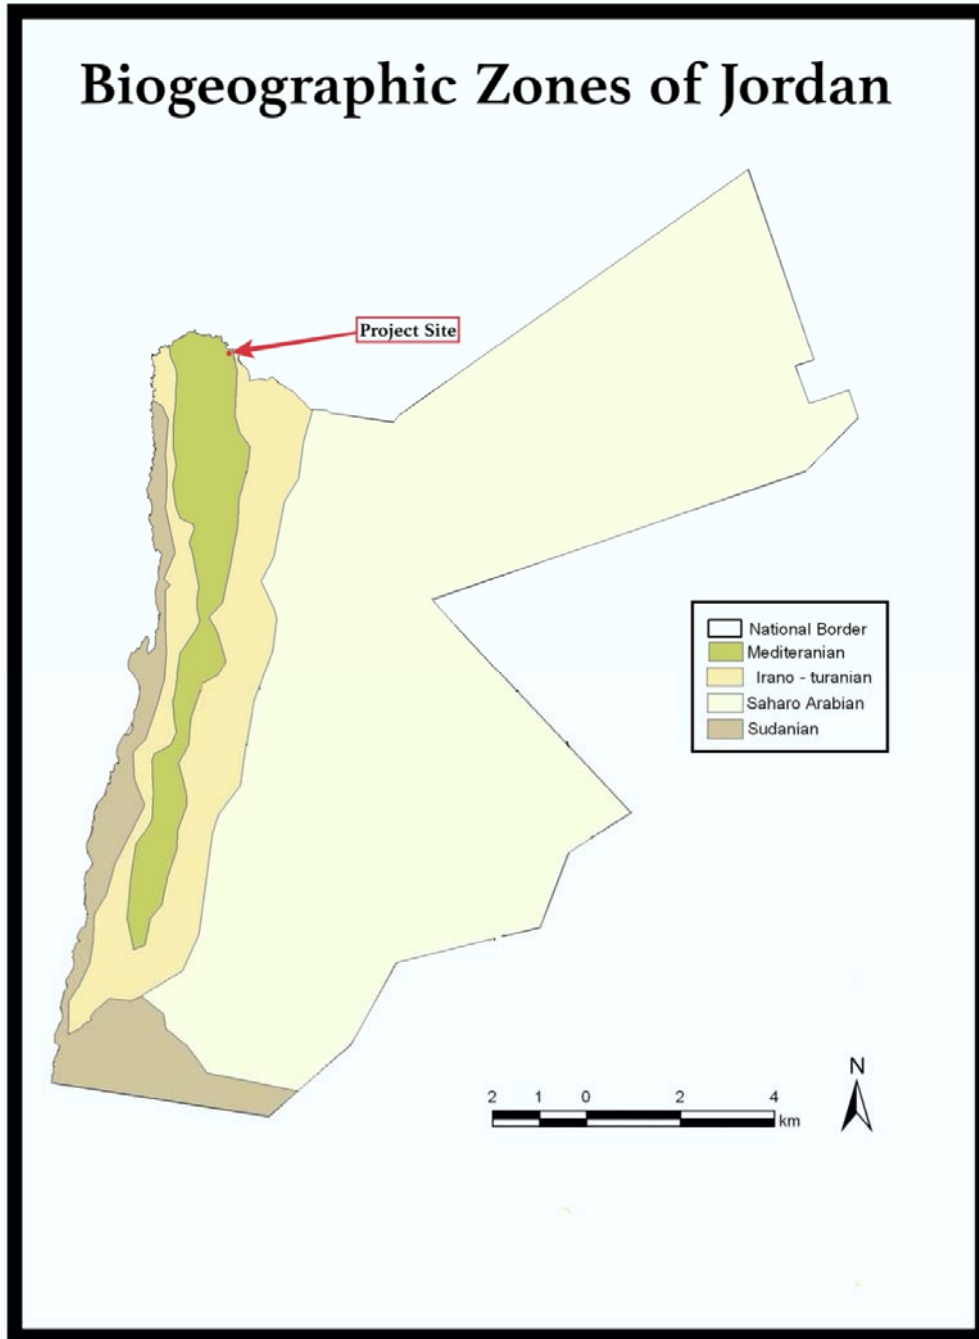 Biogeographic Zones of Jordan
Project Site
National Border
Mediteranian
Irano - turanian
Saharo Arabian
Sudanian
N
2 1 0 2 4
km